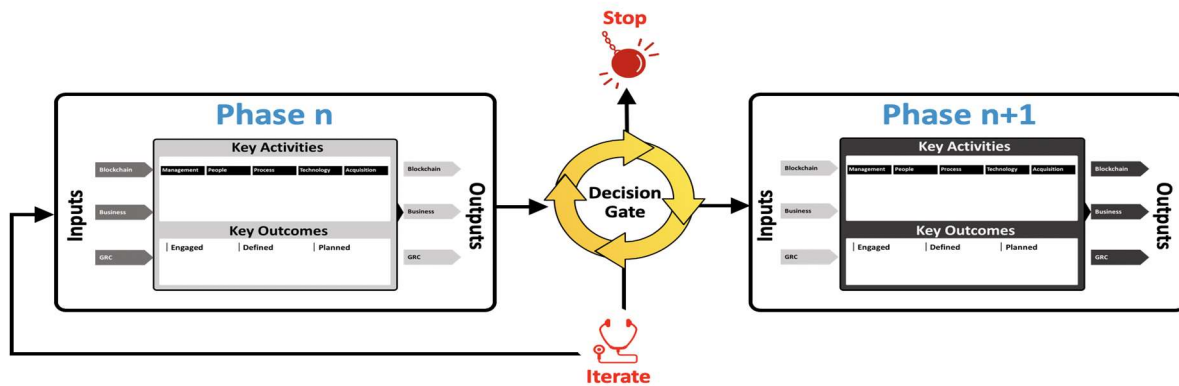 Stop
Phase n
Inputs
Blockchain
Business
GRC
Key Activities
Management People Process Technology Acquisition
Key Outcomes
Engaged Defined Planned
Blockchain
Business
GRC
Outputs
Decision
Gate
Iterate
Phase n+1
Inputs
Blockchain
Business
GRC
Key Activities
Management People Process Technology Acquisition
Key Outcomes
Engaged Defined Planned
Blockchain
Business
GRC
Outputs